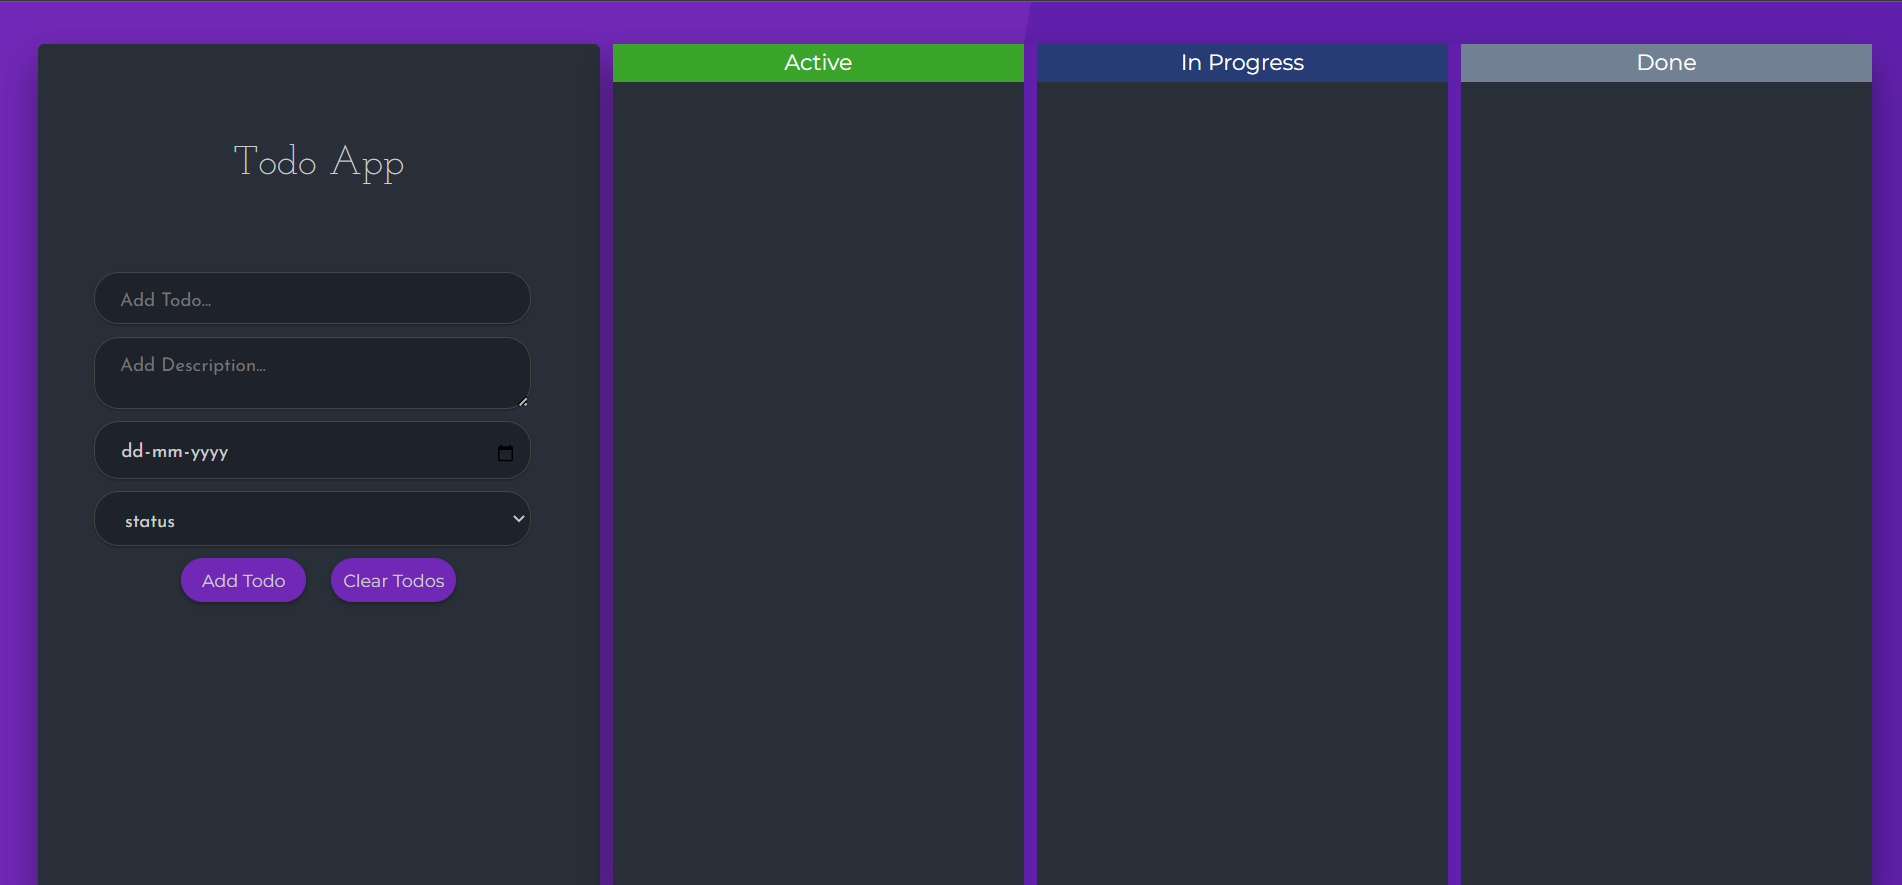 Todo App
Add Todo...
Add Description...
dd-mm-yyyy
status
Add Todo
Clear Todos
Active
In Progress
Done